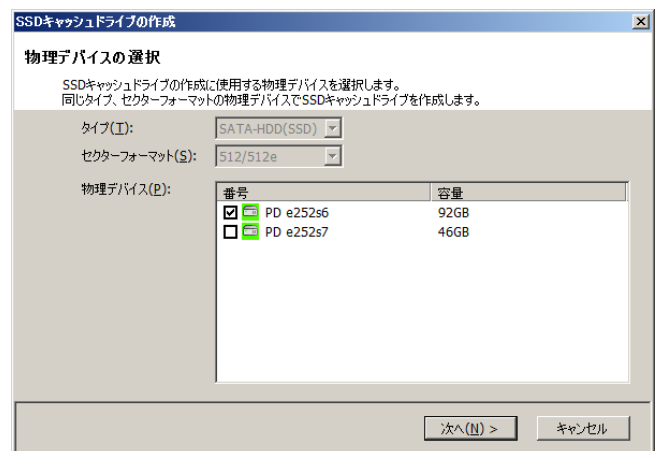 SSDキャッシュドライブの作成
物理デバイスの選択
SSDキャッシュドライブの作成に使用する物理デバイスを選択します。
同じタイプ、セクターフォーマットの物理デバイスでSSDキャッシュドライブを作成します。
タイプ(T): SATA-HDD(SSD)
セクターフォーマット(S): 512/512e
物理デバイス(P):
番号 容量
PD e252s6 92GB
PD e252s7 46GB
次へ(N) > キャンセル